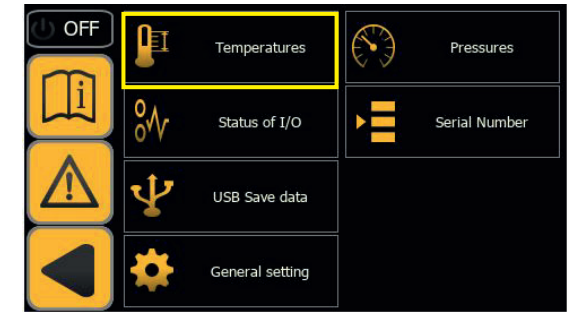 OFF
Temperatures
Pressures
i
Status of I/O
Serial Number
USB Save data
General setting